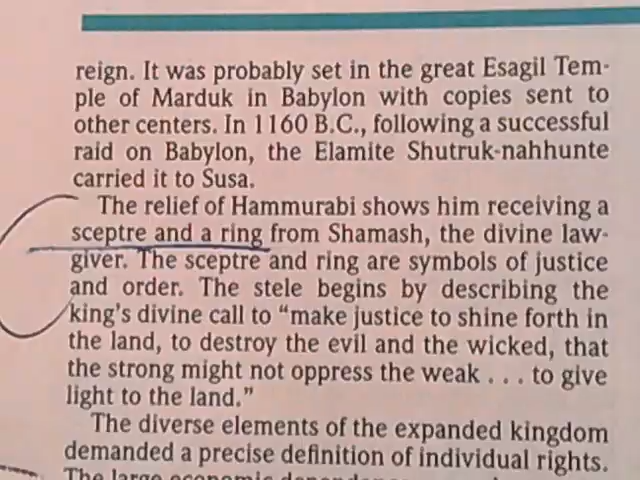 reign. It was probably set in the great Esagil Tem-
ple of Marduk in Babylon with copies sent to
other centers. In 1160 B.C., following a successful
raid on Babylon, the Elamite Shutruk-nahhunte
carried it to Susa.
The relief of Hammurabi shows him receiving a
sceptre and a ring from Shamash, the divine law-
giver. The sceptre and ring are symbols of justice
and order. The stele begins by describing the
king's divine call to “make justice to shine forth in
the land, to destroy the evil and the wicked, that
the strong might not oppress the weak . . . to give
light to the land.”
The diverse elements of the expanded kingdom
demanded a precise definition of individual rights.
The large economic